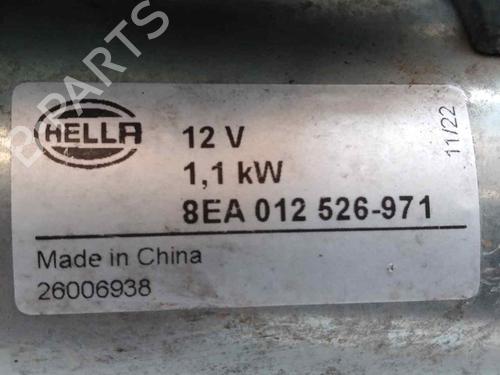 HELLA
12 V
1,1 kW
8EA 012 526-971
11/22
Made in China
26006938
B-PARTS